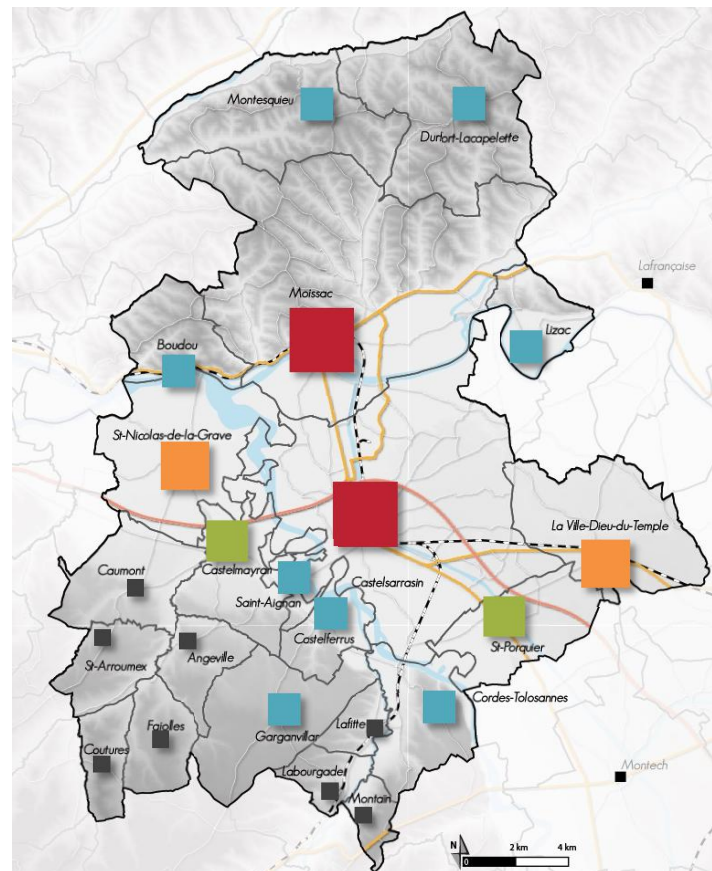 Montesquieu
Durfort-Lacapelette
Lafrançaise
Moissac
Lizac
Boudou
St-Nicolas-de-la-Grave
La Ville-Dieu-du-Temple
Castelmayran
Caumont
Castelsarrasin
Saint-Aignan
Castelferrus
St-Porquier
St-Arroumex
Angeville
Cordes-Tolosannes
Garganvillar
Lafitte
Fajolles
Coutures
Labourgade
Montech
Montaïn
N
0
2 km
4 km